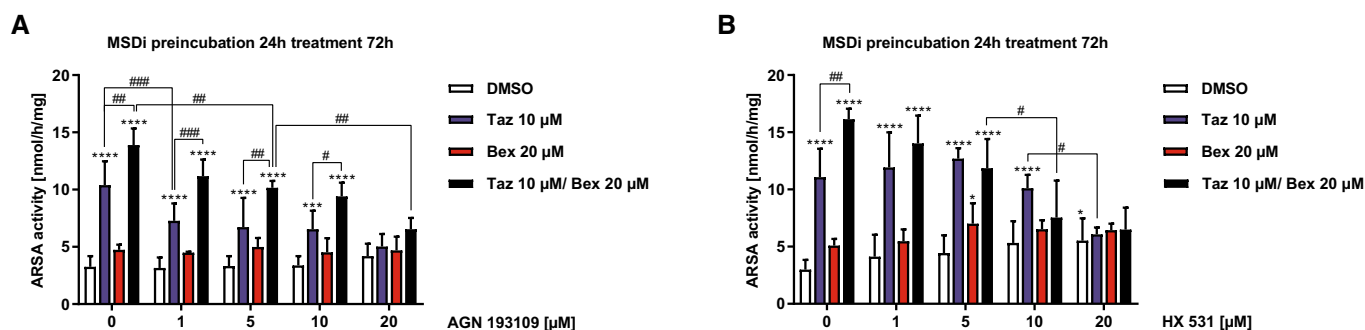 A
MSDi preincubation 24h treatment 72h
ARSA activity [nmol/h/mg]
20
15
10
5
0
###
##
##
##
###
##
#
****
****
****
****
****
****
***
****
0 1 5 10 20
AGN 193109 [µM]
DMSO
Taz 10 µM
Bex 20 µM
Taz 10 µM/ Bex 20 µM
B
MSDi preincubation 24h treatment 72h
ARSA activity [nmol/h/mg]
20
15
10
5
0
##
#
#
****
****
****
****
****
*
****
****
*
0 1 5 10 20
HX 531 [µM]
DMSO
Taz 10 µM
Bex 20 µM
Taz 10 µM/ Bex 20 µM